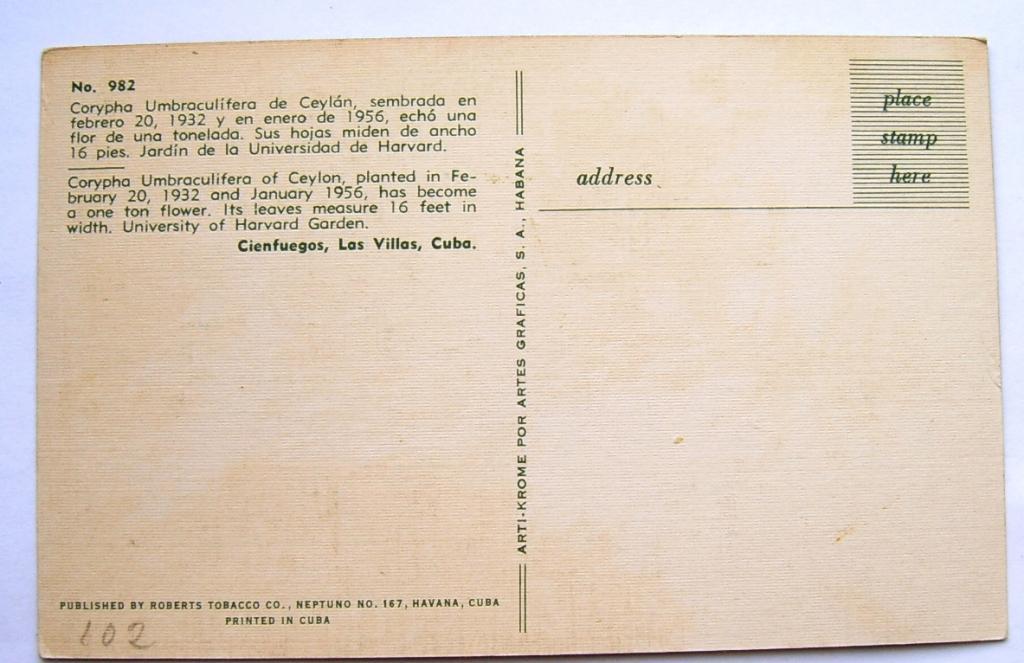 No. 982
Corypha Umbraculífera de Ceylán, sembrada en
febrero 20, 1932 y en enero de 1956, echó una
flor de una tonelada. Sus hojas miden de ancho
16 pies. Jardín de la Universidad de Harvard.
Corypha Umbraculifera of Ceylon, planted in Fe-
bruary 20, 1932 and January 1956, has become
a one ton flower. Its leaves measure 16 feet in
width. University of Harvard Garden.
Cienfuegos, Las Villas, Cuba.
PUBLISHED BY ROBERTS TOBACCO CO., NEPTUNO NO. 167, HAVANA, CUBA
PRINTED IN CUBA
102
ARTI-KROME POR ARTES GRAFICAS, S. A., HABANA
address
place
stamp
here